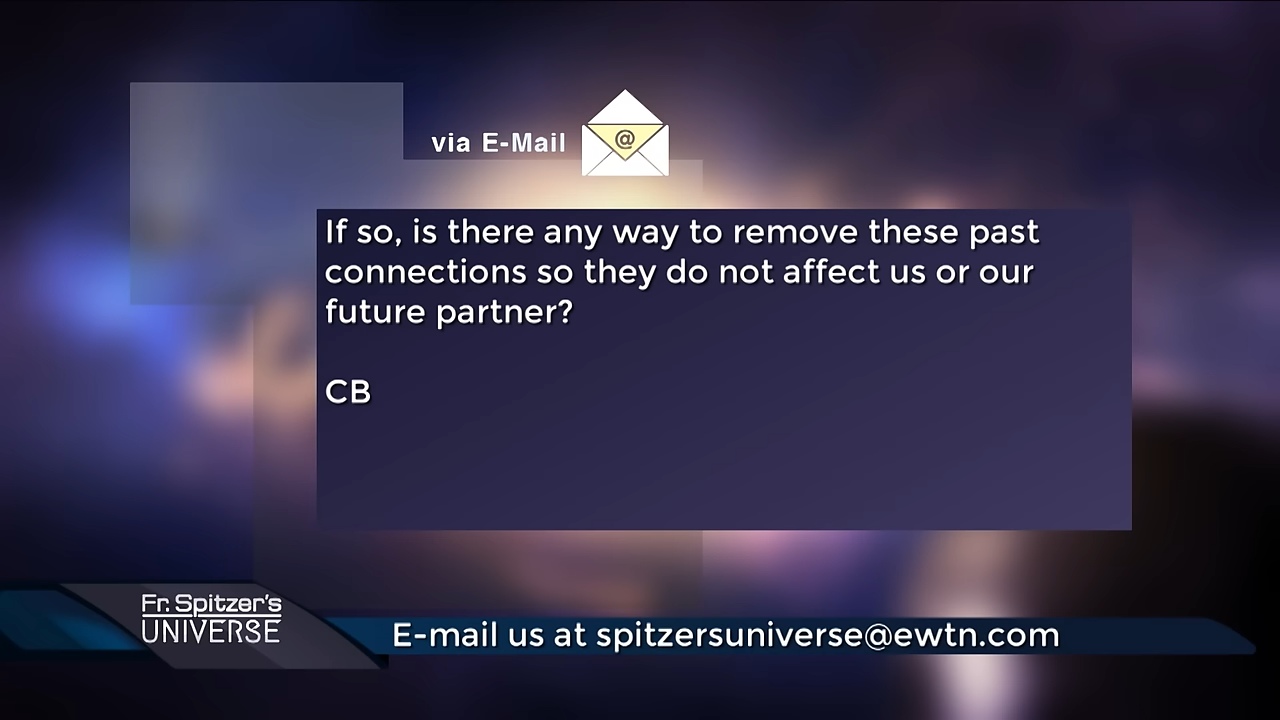 via E-Mail
@
If so, is there any way to remove these past
connections so they do not affect us or our
future partner?
CB
Fr. Spitzer's
UNIVERSE
E-mail us at spitzersuniverse@ewtn.com